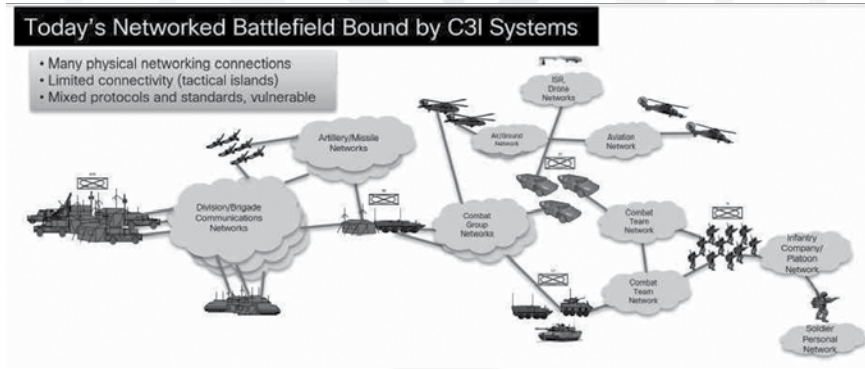 Today's Networked Battlefield Bound by C3I Systems
• Many physical networking connections
• Limited connectivity (tactical islands)
• Mixed protocols and standards, vulnerable
ISR,
Drone
Networks
Artillery/Missile
Networks
Air/Ground
Network
Aviation
Network
Division/Brigade
Communications
Networks
Combat
Group
Networks
Combat
Team
Network
Infantry
Company/
Platoon
Network
Combat
Team
Network
Soldier
Personal
Network